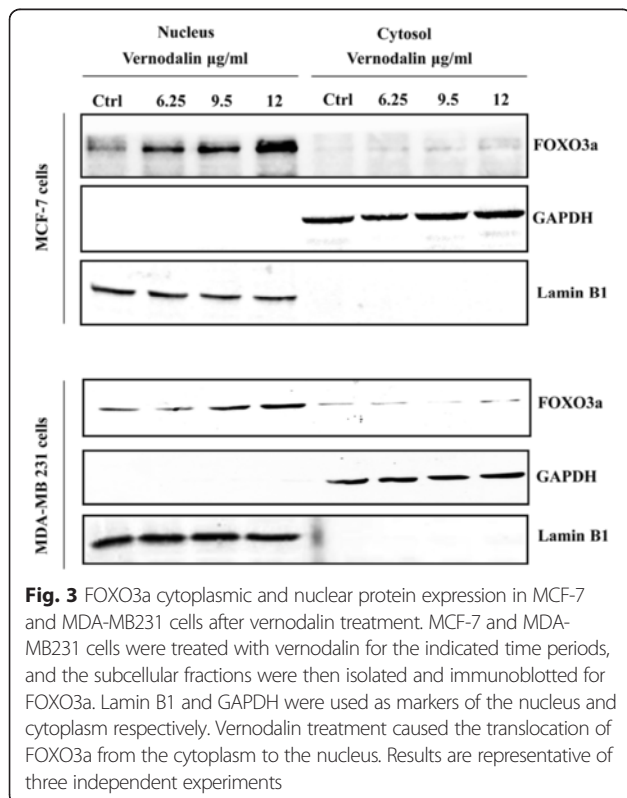 Nucleus Cytosol
Vernodalin µg/ml Vernodalin µg/ml
Ctrl 6.25 9.5 12 Ctrl 6.25 9.5 12
MCF-7 cells
FOXO3a
GAPDH
Lamin B1
MDA-MB 231 cells
FOXO3a
GAPDH
Lamin B1
Fig. 3 FOXO3a cytoplasmic and nuclear protein expression in MCF-7
and MDA-MB231 cells after vernodalin treatment. MCF-7 and MDA-
MB231 cells were treated with vernodalin for the indicated time periods,
and the subcellular fractions were then isolated and immunoblotted for
FOXO3a. Lamin B1 and GAPDH were used as markers of the nucleus and
cytoplasm respectively. Vernodalin treatment caused the translocation of
FOXO3a from the cytoplasm to the nucleus. Results are representative of
three independent experiments